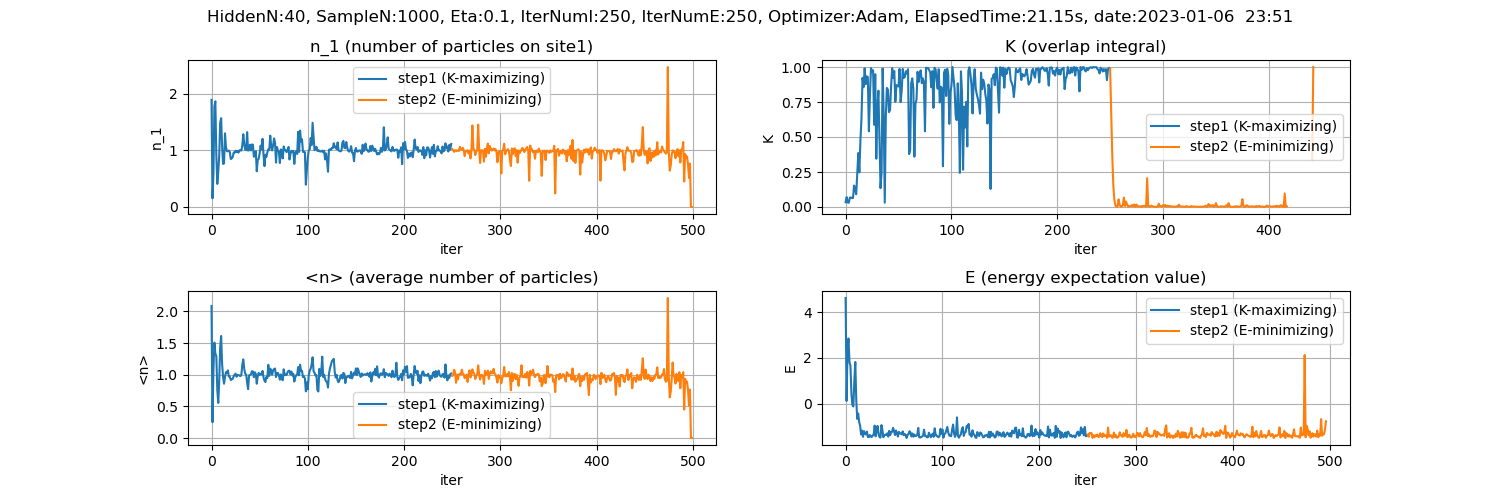 HiddenN:40, SampleN:1000, Eta:0.1, IterNumI:250, IterNumE:250, Optimizer:Adam, ElapsedTime:21.15s, date:2023-01-06  23:51
n_1 (number of particles on site1)
n_1
2
1
0
step1 (K-maximizing)
step2 (E-minimizing)
0 100 200 300 400 500
iter
K (overlap integral)
K
1.00
0.75
0.50
0.25
0.00
step1 (K-maximizing)
step2 (E-minimizing)
0 100 200 300 400
iter
<n> (average number of particles)
<n>
2.0
1.5
1.0
0.5
0.0
step1 (K-maximizing)
step2 (E-minimizing)
0 100 200 300 400 500
iter
E (energy expectation value)
E
4
2
0
step1 (K-maximizing)
step2 (E-minimizing)
0 100 200 300 400 500
iter